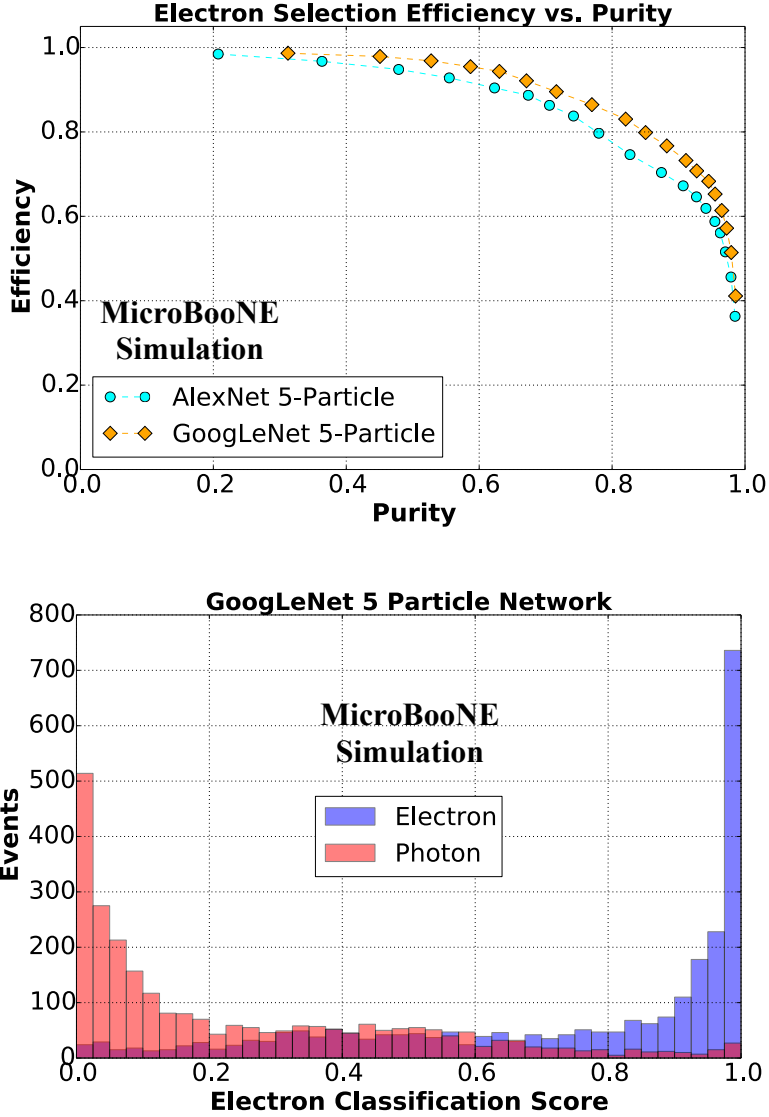 Electron Selection Efficiency vs. Purity
1.0
0.8
0.6
0.4
0.2
0.0
Efficiency
MicroBooNE
Simulation
AlexNet 5-Particle
GoogLeNet 5-Particle
0.0 0.2 0.4 0.6 0.8 1.0
Purity
GoogLeNet 5 Particle Network
800
700
600
500
400
300
200
100
0
Events
MicroBooNE
Simulation
Electron
Photon
0.0 0.2 0.4 0.6 0.8 1.0
Electron Classification Score